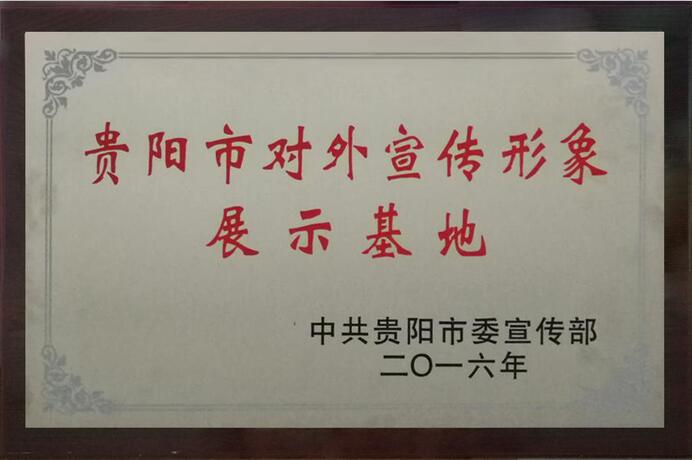 贵阳市对外宣传形象
展示基地
中共贵阳市委宣传部
二〇一六年